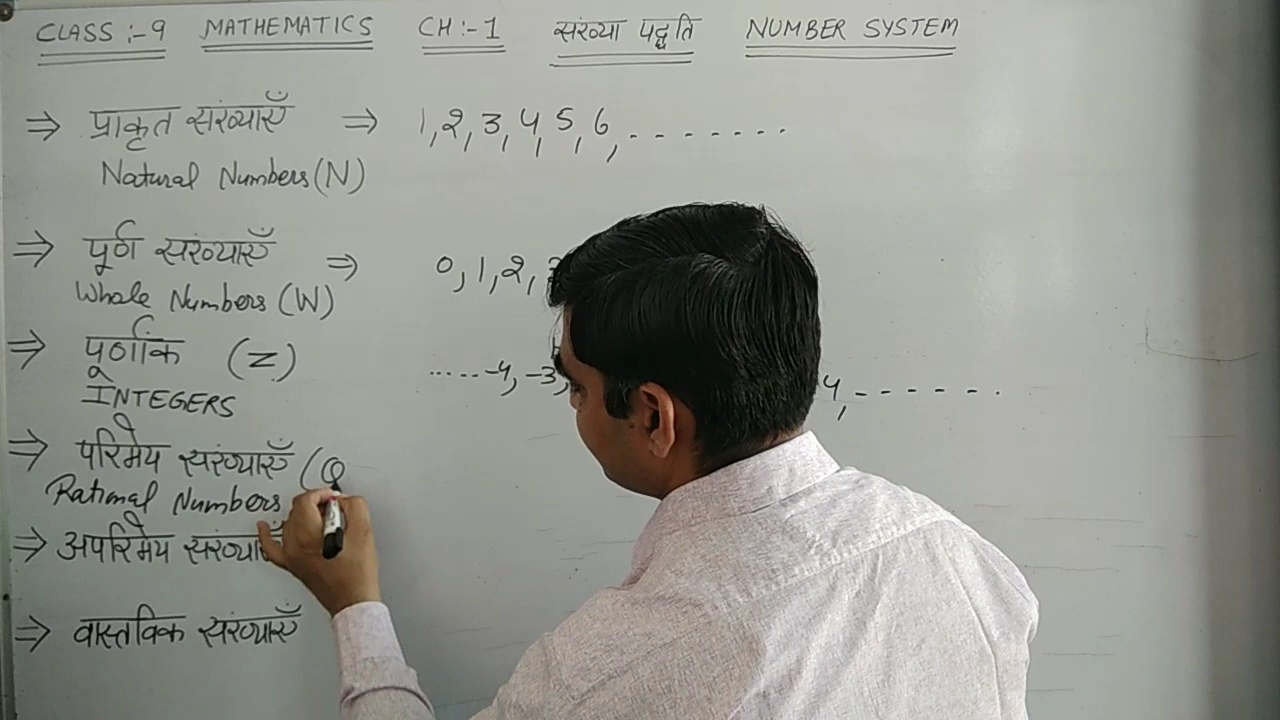 CLASS :- 9 MATHEMATICS CH :- 1 संख्या पद्धति NUMBER SYSTEM
⇒ प्राकृत संख्याएँ ⇒ 1, 2, 3, 4, 5, 6, ........
Natural Numbers (N)
⇒ पूर्ण संख्याएँ ⇒ 0, 1, 2,
Whole Numbers (W)
⇒ पूर्णांक (Z) ......-4, -3, 4, ------.
INTEGERS
⇒ परिमेय संख्याएँ (Q
Rational Numbers
⇒ अपरिमेय
⇒ वास्तविक संख्याएँ